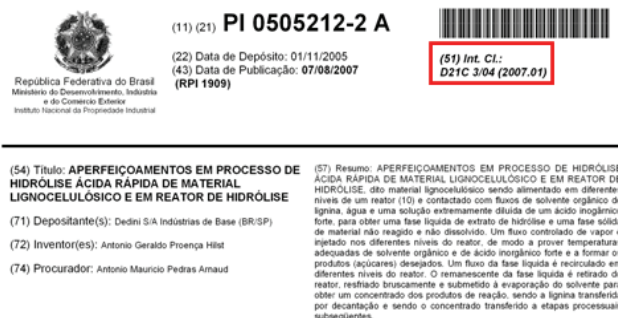 (11) (21) PI 0505212-2 A
(22) Data de Depósito: 01/11/2005
(43) Data de Publicação: 07/08/2007
(RPI 1909)
(51) Int. Cl.:
D21C 3/04 (2007.01)
República Federativa do Brasil
Ministério do Desenvolvimento, Indústria
e do Comércio Exterior
Instituto Nacional da Propriedade Industrial
(54) Título: APERFEIÇOAMENTOS EM PROCESSO DE
HIDRÓLISE ÁCIDA RÁPIDA DE MATERIAL
LIGNOCELULÓSICO E EM REATOR DE HIDRÓLISE
(71) Depositante(s): Dedini S/A Indústrias de Base (BR/SP)
(72) Inventor(es): Antonio Geraldo Proença Hilst
(74) Procurador: Antonio Mauricio Pedras Arnaud
(57) Resumo: APERFEIÇOAMENTOS EM PROCESSO DE HIDRÓLISE
ÁCIDA RÁPIDA DE MATERIAL LIGNOCELULÓSICO E EM REATOR DE
HIDRÓLISE, dito material lignocelulósico sendo alimentado em diferente
níveis de um reator (10) e contactado com fluxos de solvente orgânico d
lignina, água e uma solução extremamente diluída de um ácido inogârnic
forte, para obter uma fase líquida de extrato de hidrólise e uma fase sólid
de material não reagido e não dissolvido. Um fluxo controlado de vapor é
injetado nos diferentes níveis do reator, de modo a prover temperatura
adequadas de solvente orgânico e de ácido inorgânico forte e a formar o
produtos (açúcares) desejados. Um fluxo da fase líquida é recirculado em
diferentes níveis do reator. O remanescente da fase líquida é retirado d
reator, resfriado bruscamente e submetido à evaporação do solvente para
obter um concentrado dos produtos de reação, sendo a lignina transferid
por decantação e sendo o concentrado transferido a etapas processuai
subseqüentes.